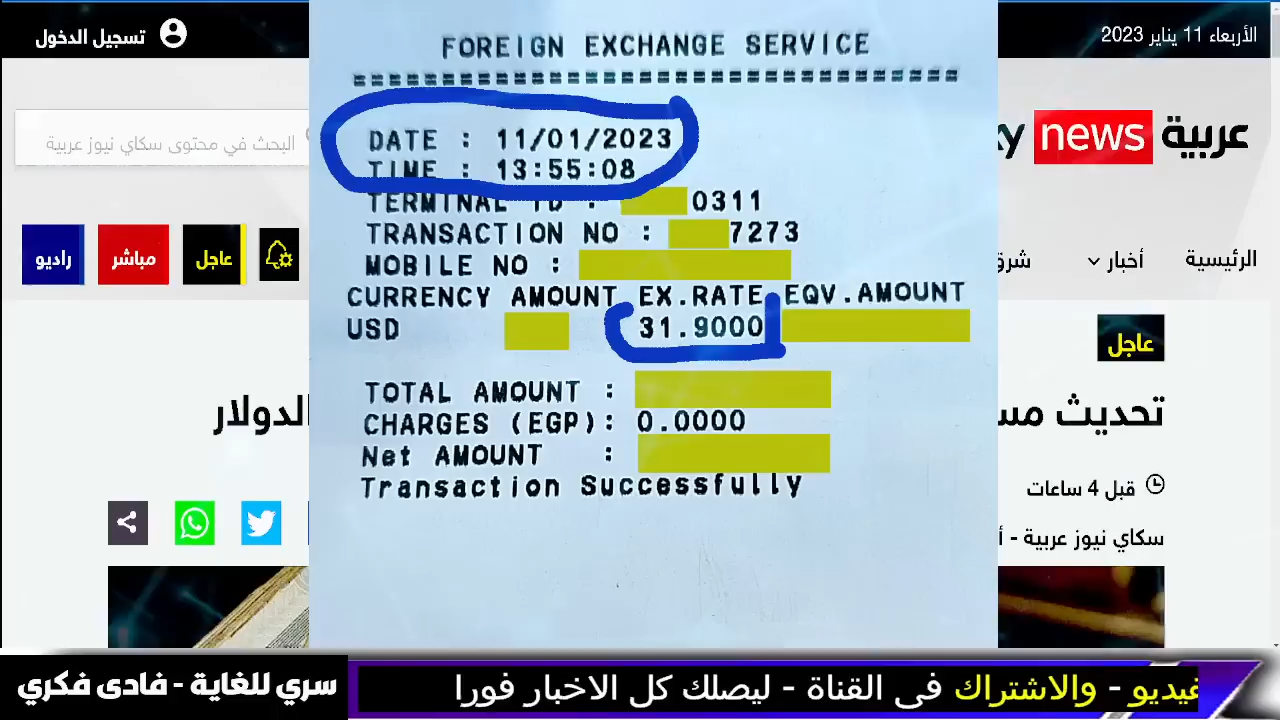 الأربعاء 11 يناير 2023
تسجيل الدخول
news عربية
البحث في محتوى سكاي نيوز عربية
الرئيسية
أخبار
عاجل
مباشر
راديو
FOREIGN EXCHANGE SERVICE
==================================
DATE : 11/01/2023
TIME : 13:55:08
TERMINAL ID : 0311
TRANSACTION NO : 7273
MOBILE NO :
CURRENCY AMOUNT EX.RATE EQV.AMOUNT
USD 31.9000
TOTAL AMOUNT :
CHARGES (EGP): 0.0000
Net AMOUNT :
Transaction Successfully
عاجل
تحديث
الدولار
قبل 4 ساعات
سكاي نيوز عربية -
فيديو - والاشتراك فى القناة - ليصلك كل الاخبار فورا
سري للغاية - فادى فكري